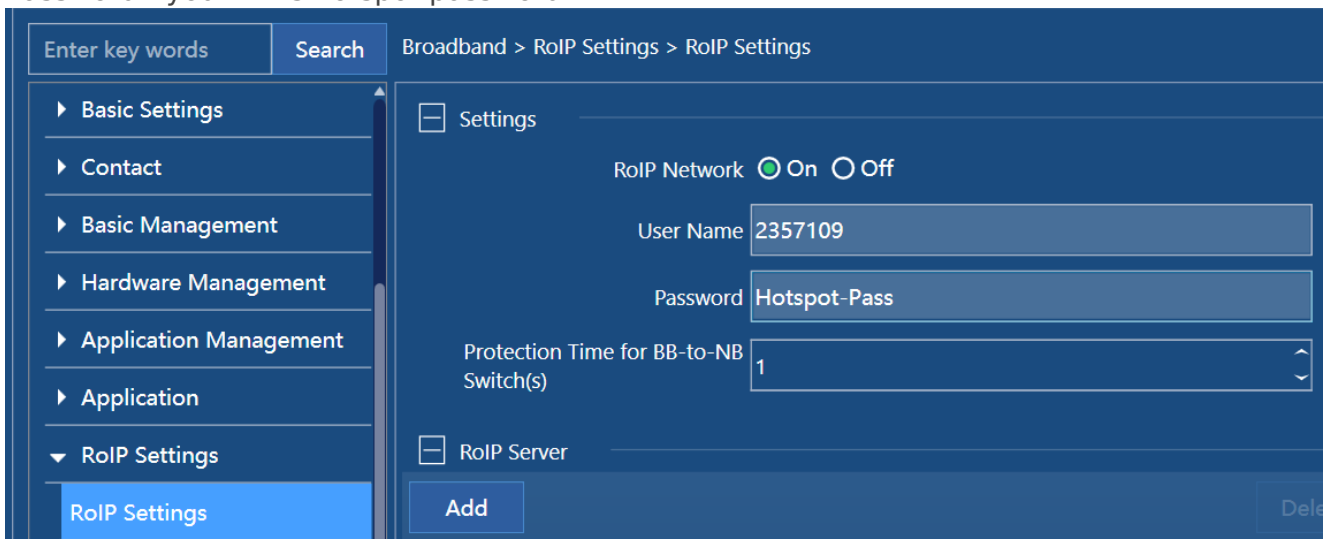 Enter key words Search Broadband > RoIP Settings > RoIP Settings
Basic Settings
Contact
Basic Management
Hardware Management
Application Management
Application
RoIP Settings
RoIP Settings
Settings
RoIP Network On Off
User Name 2357109
Password Hotspot-Pass
Protection Time for BB-to-NB
Switch(s) 1
RoIP Server
Add